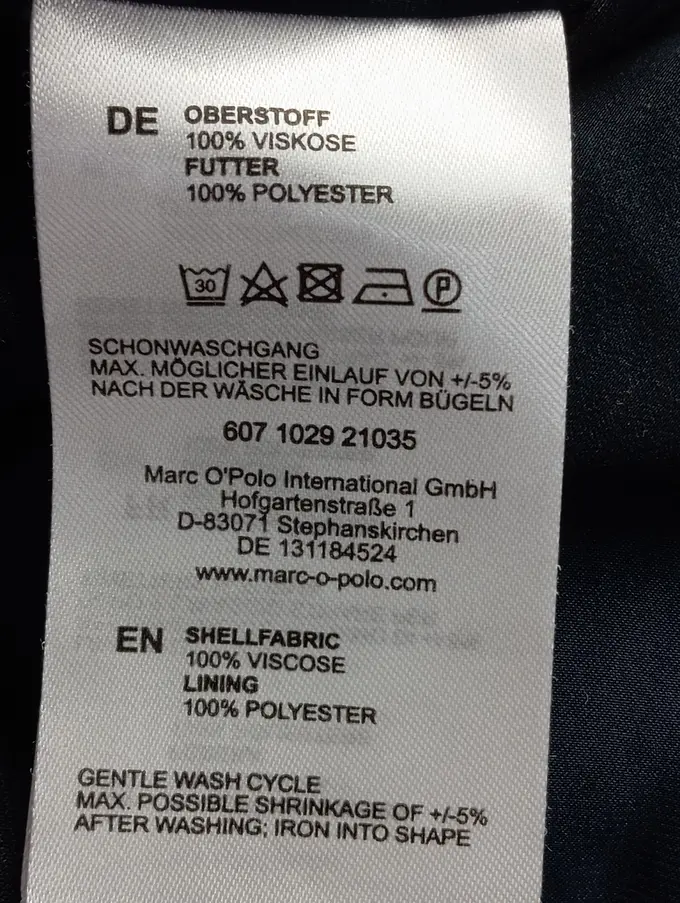 DE OBERSTOFF
100% VISKOSE
FUTTER
100% POLYESTER
30 P
SCHONWASCHGANG
MAX. MÖGLICHER EINLAUF VON +/-5%
NACH DER WÄSCHE IN FORM BÜGELN
607 1029 21035
Marc O'Polo International GmbH
Hofgartenstraße 1
D-83071 Stephanskirchen
DE 131184524
www.marc-o-polo.com
EN SHELLFABRIC
100% VISCOSE
LINING
100% POLYESTER
GENTLE WASH CYCLE
MAX. POSSIBLE SHRINKAGE OF +/-5%
AFTER WASHING; IRON INTO SHAPE